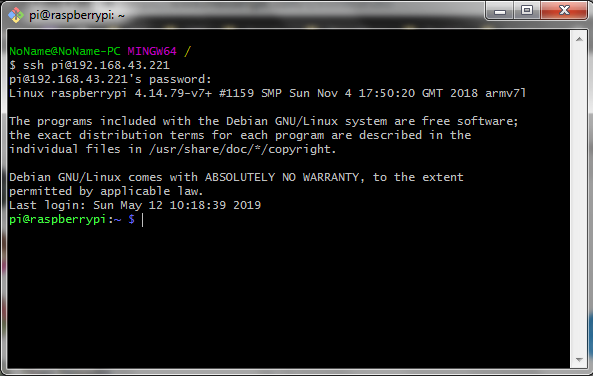 pi@raspberrypi: ~
NoName@NoName-PC MINGW64 /
$ ssh pi@192.168.43.221
pi@192.168.43.221's password:
Linux raspberrypi 4.14.79-v7+ #1159 SMP Sun Nov 4 17:50:20 GMT 2018 armv7l
The programs included with the Debian GNU/Linux system are free software;
the exact distribution terms for each program are described in the
individual files in /usr/share/doc/*/copyright.
Debian GNU/Linux comes with ABSOLUTELY NO WARRANTY, to the extent
permitted by applicable law.
Last login: Sun May 12 10:18:39 2019
pi@raspberrypi:~ $